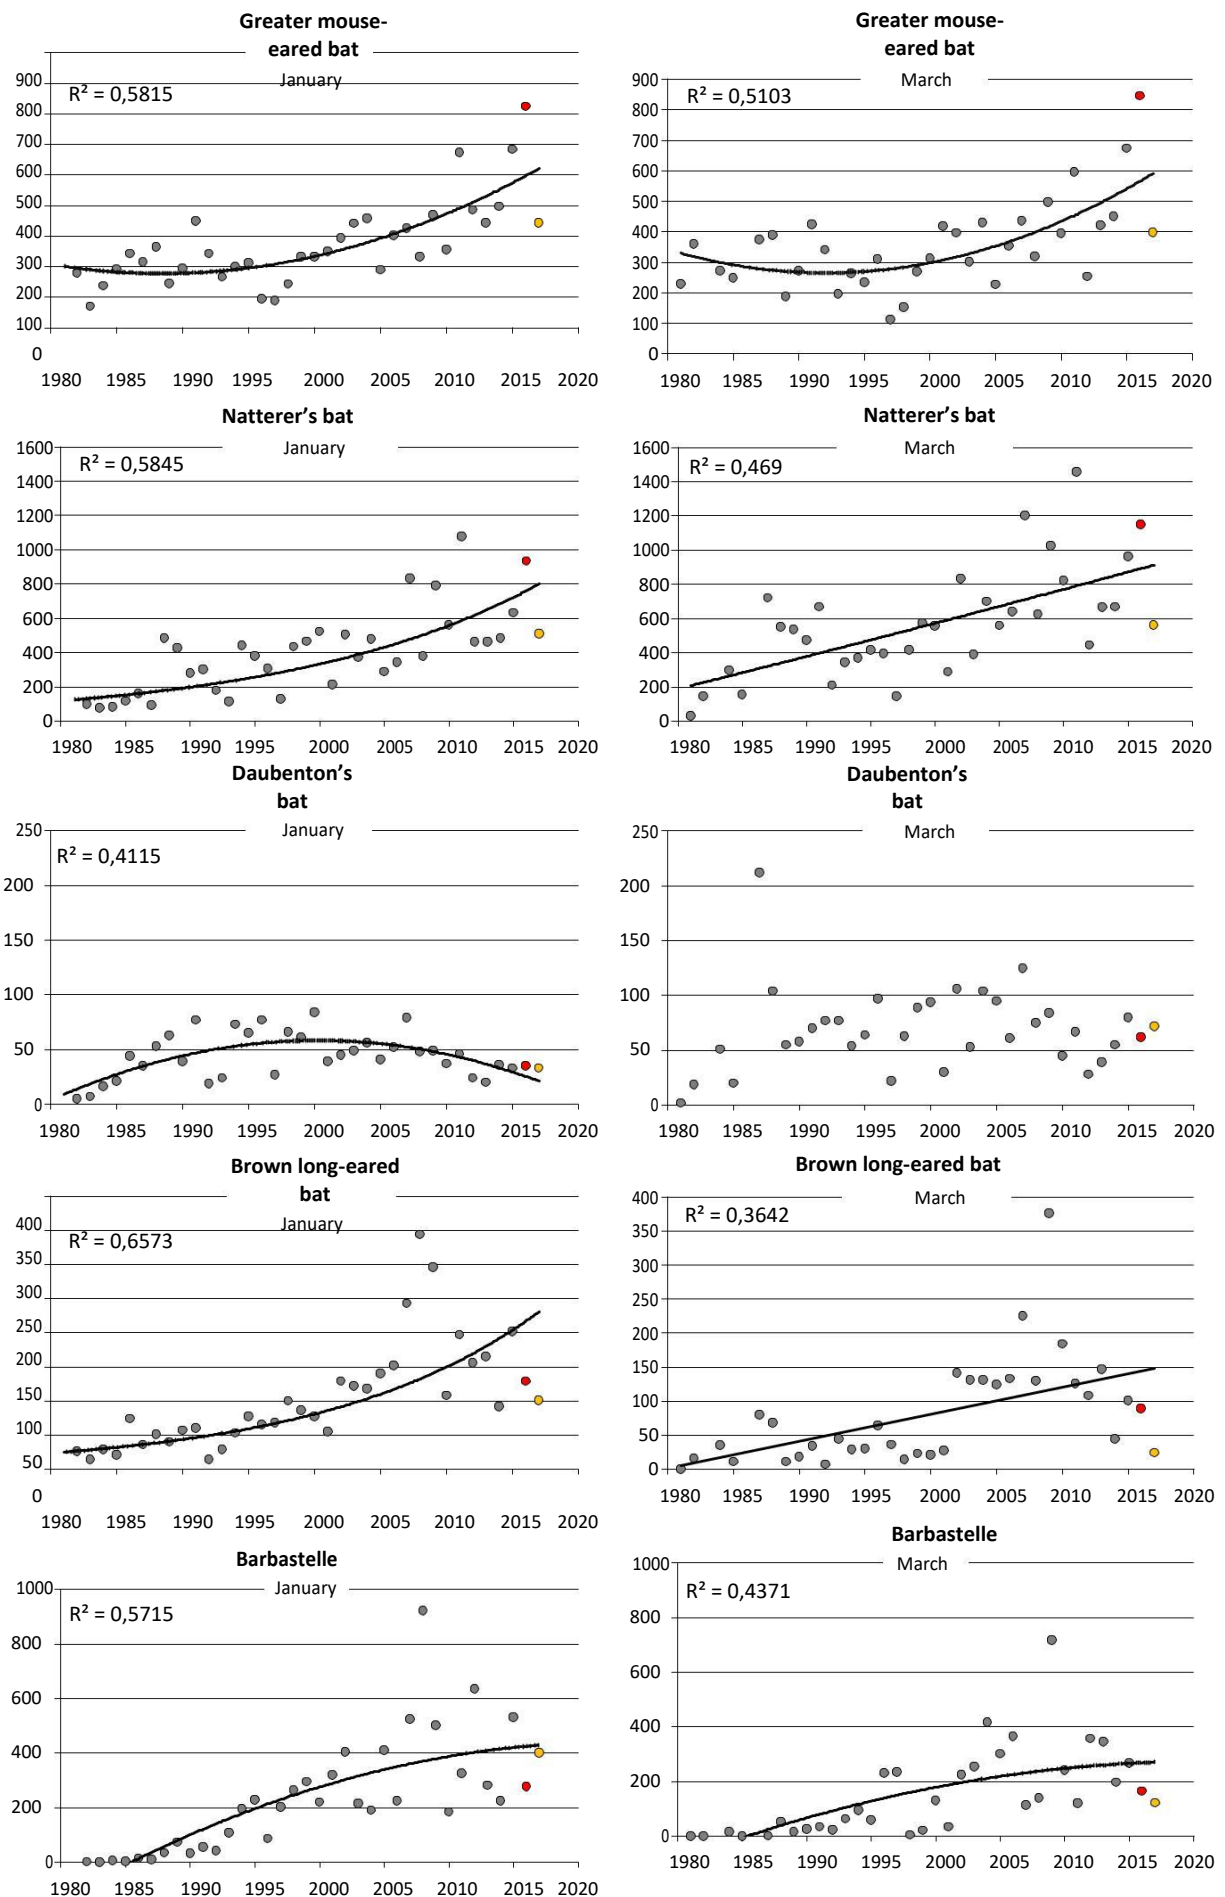 Greater mouse-
eared bat
January
R² = 0,5815
900
800
700
600
500
400
300
200
100
0
1980 1985 1990 1995 2000 2005 2010 2015 2020
Greater mouse-
eared bat
March
R² = 0,5103
900
800
700
600
500
400
300
200
100
0
1980 1985 1990 1995 2000 2005 2010 2015 2020
Natterer's bat
January
R² = 0,5845
1600
1400
1200
1000
800
600
400
200
0
1980 1985 1990 1995 2000 2005 2010 2015 2020
Natterer's bat
March
R² = 0,469
1600
1400
1200
1000
800
600
400
200
0
1980 1985 1990 1995 2000 2005 2010 2015 2020
Daubenton's
bat
January
R² = 0,4115
250
200
150
100
50
0
1980 1985 1990 1995 2000 2005 2010 2015 2020
Daubenton's
bat
March
250
200
150
100
50
0
1980 1985 1990 1995 2000 2005 2010 2015 2020
Brown long-eared
bat
January
R² = 0,6573
400
350
300
250
200
150
100
50
0
1980 1985 1990 1995 2000 2005 2010 2015 2020
Brown long-eared bat
March
R² = 0,3642
400
350
300
250
200
150
100
50
0
1980 1985 1990 1995 2000 2005 2010 2015 2020
Barbastelle
January
R² = 0,5715
1000
800
600
400
200
0
1980 1985 1990 1995 2000 2005 2010 2015 2020
Barbastelle
March
R² = 0,4371
1000
800
600
400
200
0
1980 1985 1990 1995 2000 2005 2010 2015 2020